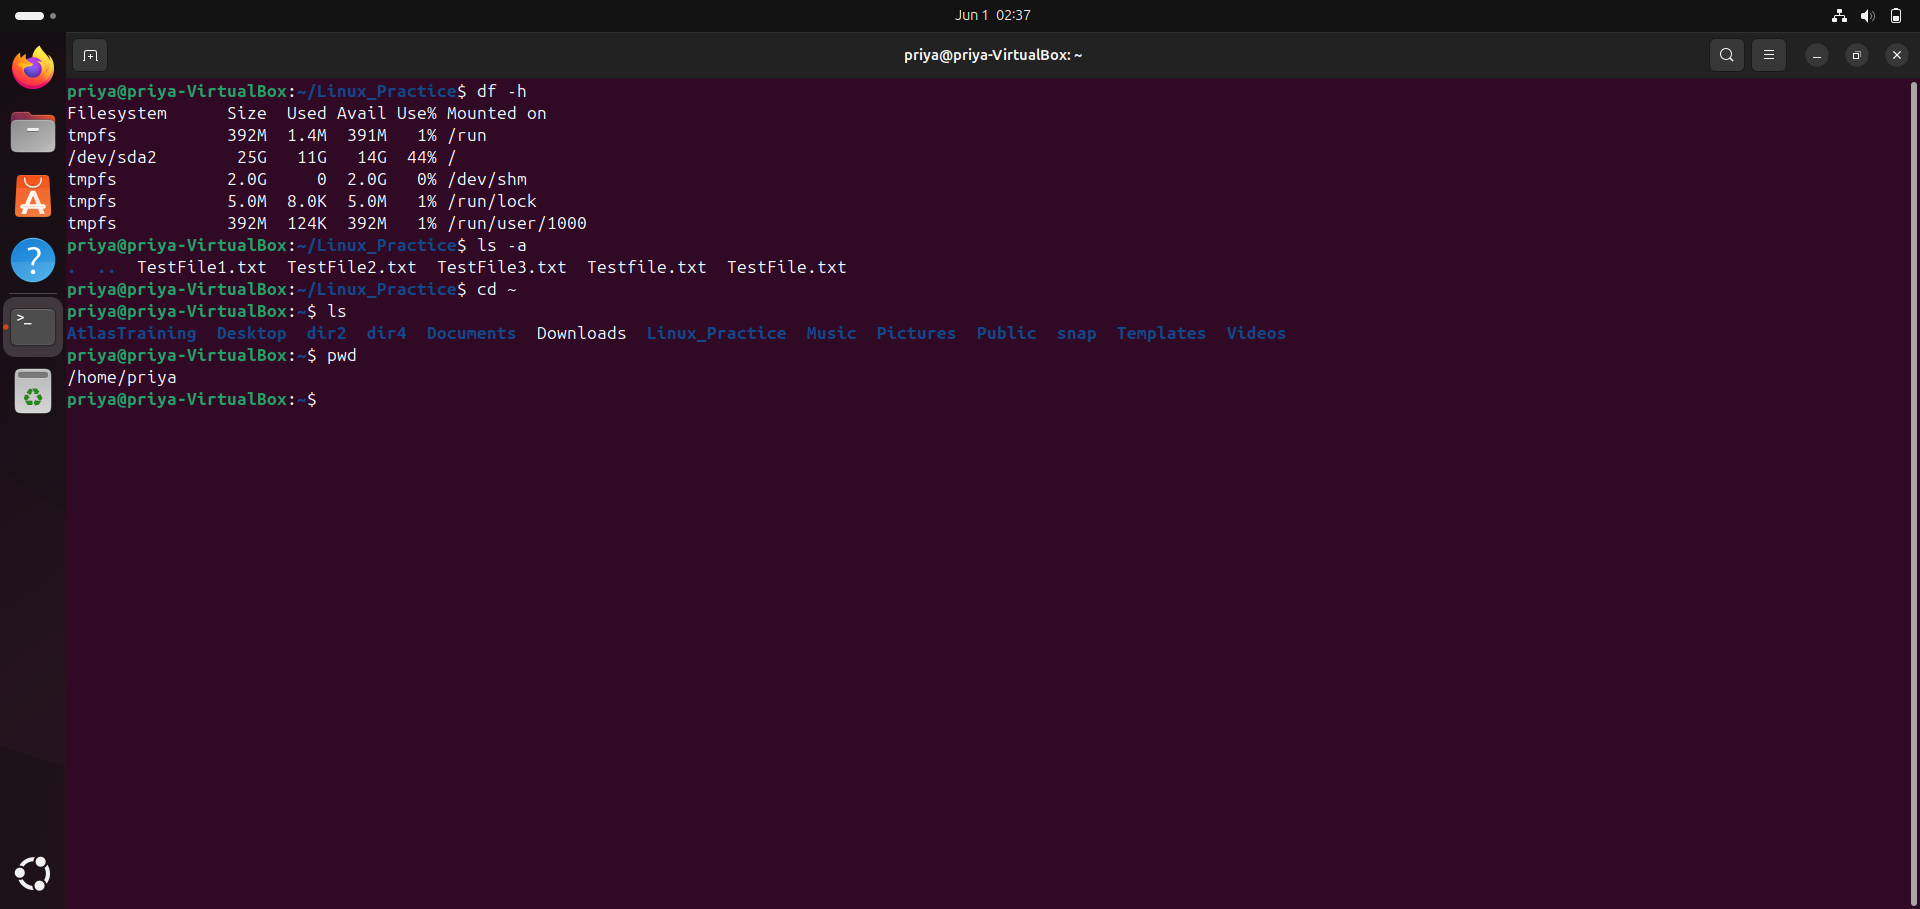 Jun 1 02:37
priya@priya-VirtualBox: ~
priya@priya-VirtualBox:~/Linux_Practice$ df -h
Filesystem      Size  Used Avail Use% Mounted on
tmpfs           392M  1.4M  391M   1% /run
/dev/sda2        25G   11G   14G  44% /
tmpfs           2.0G     0  2.0G   0% /dev/shm
tmpfs           5.0M  8.0K  5.0M   1% /run/lock
tmpfs           392M  124K  392M   1% /run/user/1000
priya@priya-VirtualBox:~/Linux_Practice$ ls -a
.  ..  TestFile1.txt  TestFile2.txt  TestFile3.txt  Testfile.txt  TestFile.txt
priya@priya-VirtualBox:~/Linux_Practice$ cd ~
priya@priya-VirtualBox:~$ ls
AtlasTraining  Desktop  dir2  dir4  Documents  Downloads  Linux_Practice  Music  Pictures  Public  snap  Templates  Videos
priya@priya-VirtualBox:~$ pwd
/home/priya
priya@priya-VirtualBox:~$